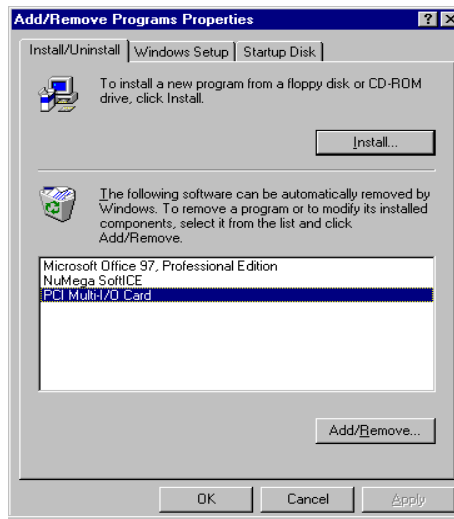 Add/Remove Programs Properties
Install/Uninstall
Windows Setup
Startup Disk
To install a new program from a floppy disk or CD-ROM
drive, click Install.
Install...
The following software can be automatically removed by
Windows. To remove a program or to modify its installed
components, select it from the list and click
Add/Remove.
Microsoft Office 97, Professional Edition
NuMega SoftICE
PCI Multi-I/O Card
Add/Remove...
OK
Cancel
Apply